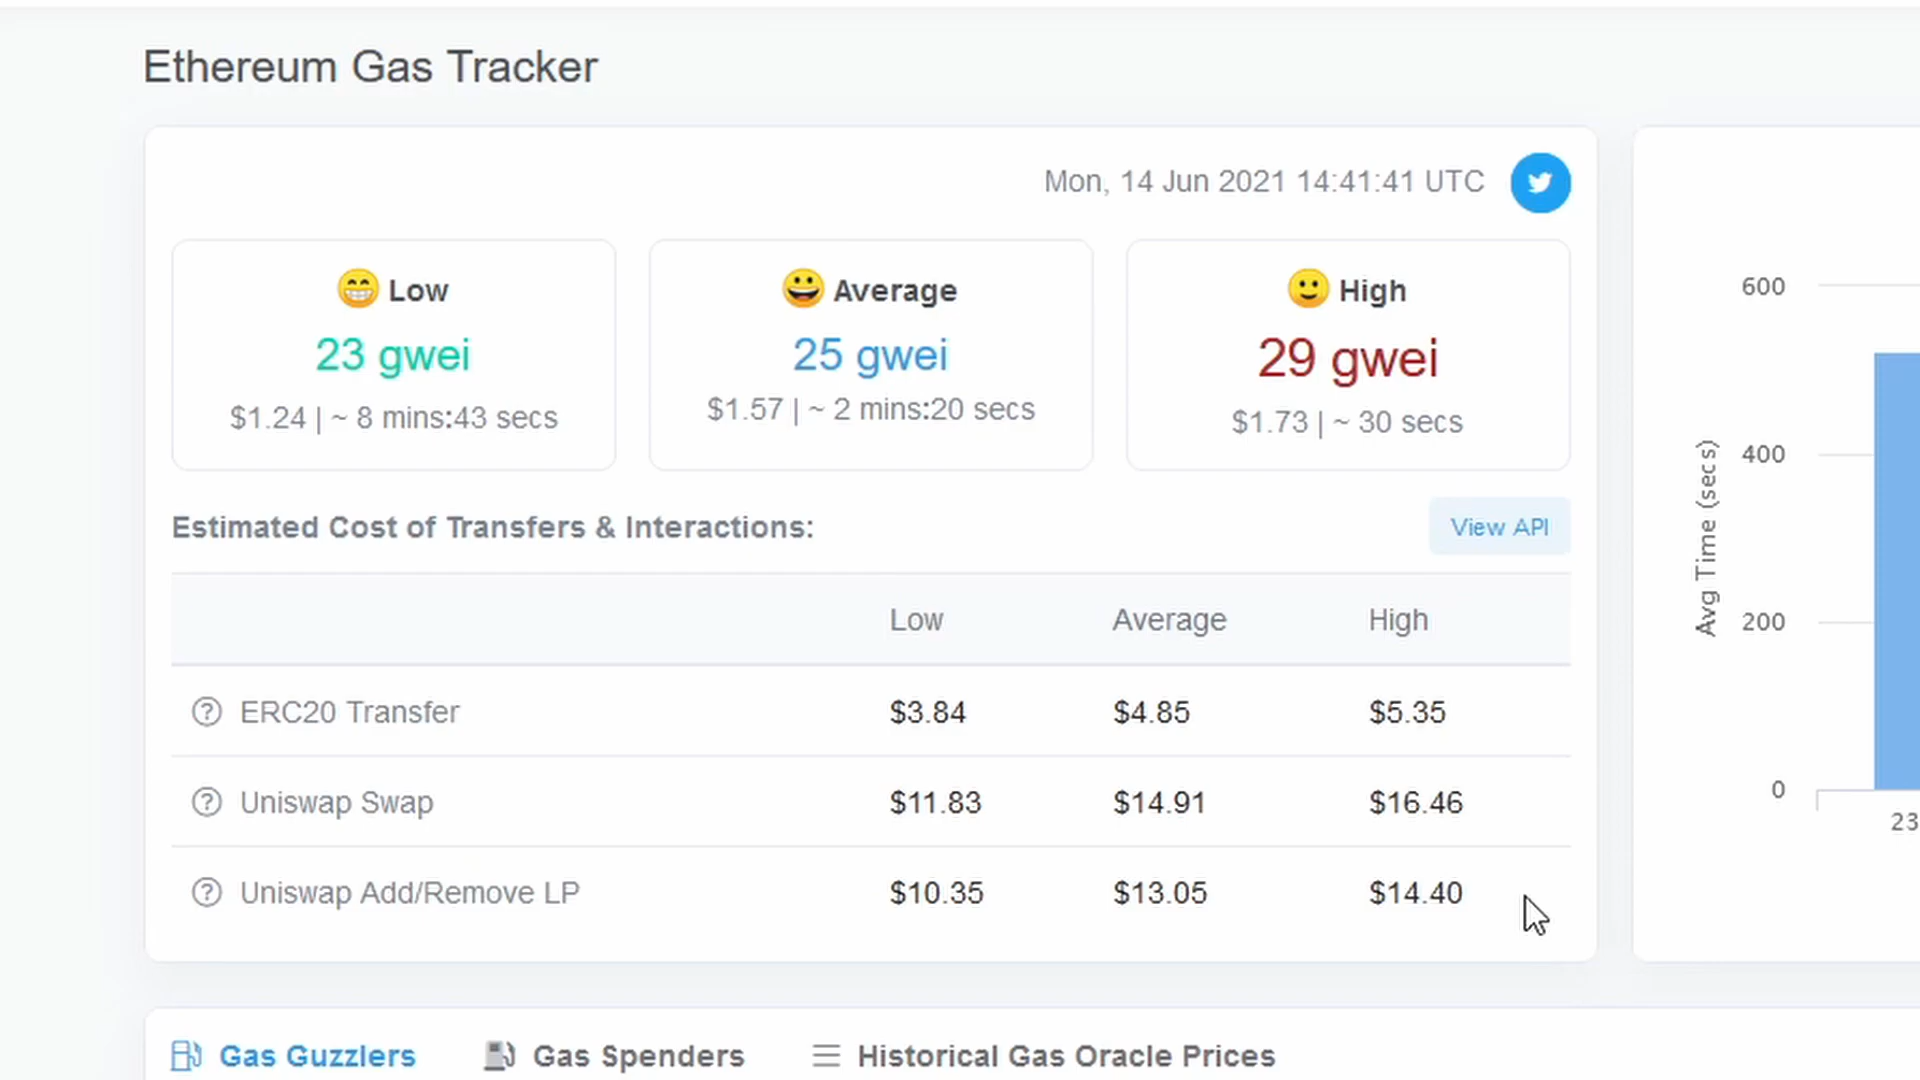 Ethereum Gas Tracker
Mon, 14 Jun 2021 14:41:41 UTC
Low
23 gwei
$1.24 | ~ 8 mins:43 secs
Average
25 gwei
$1.57 | ~ 2 mins:20 secs
High
29 gwei
$1.73 | ~ 30 secs
Estimated Cost of Transfers & Interactions:
View API
Low Average High
ERC20 Transfer $3.84 $4.85 $5.35
Uniswap Swap $11.83 $14.91 $16.46
Uniswap Add/Remove LP $10.35 $13.05 $14.40
Avg Time (secs)
600
400
200
0
23
Gas Guzzlers
Gas Spenders
Historical Gas Oracle Prices